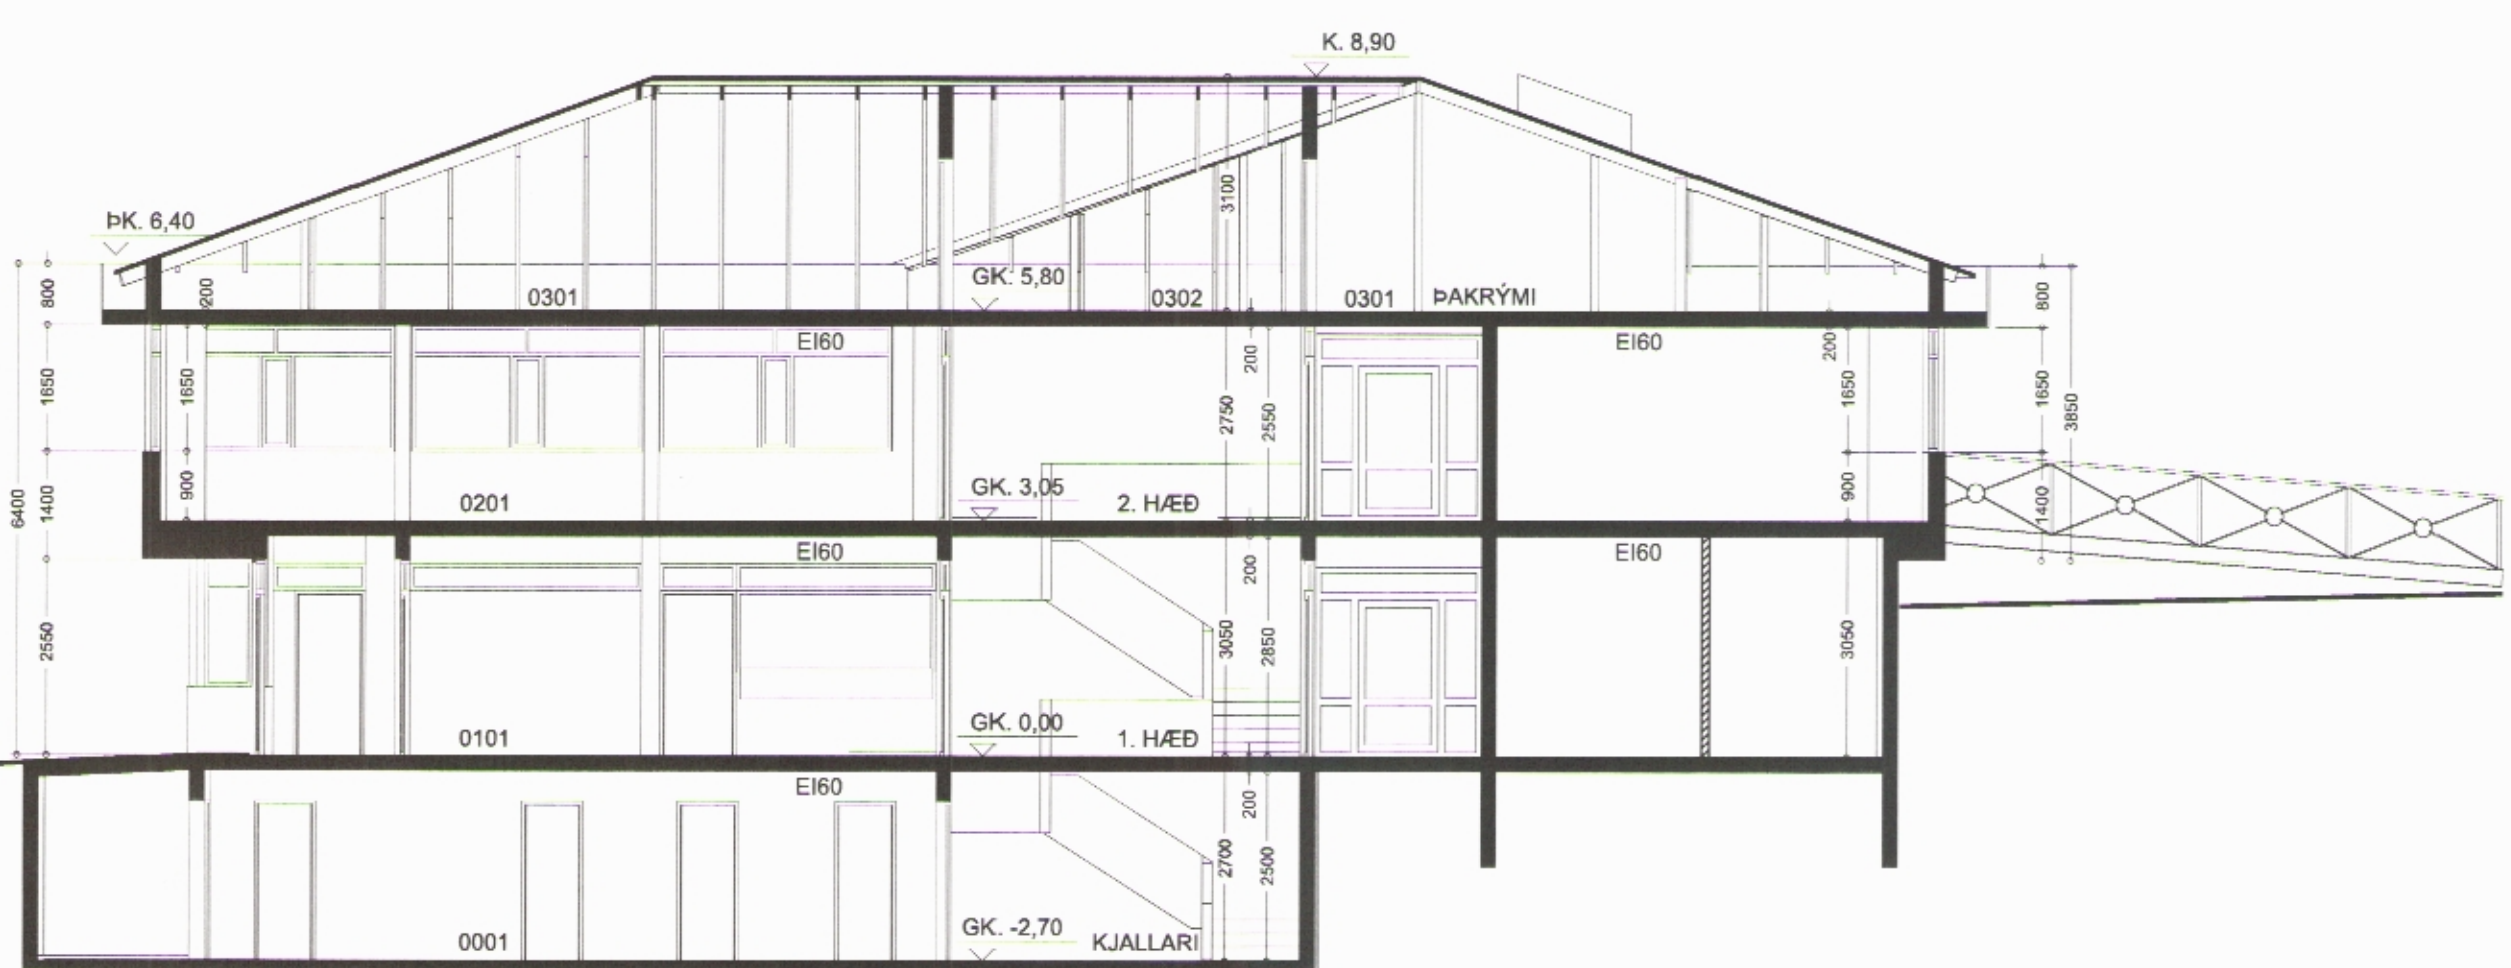 K. 8,90
ÞK. 6,40
3100
GK. 5,80
800
200
0301
0302
0301
ÞAKRÝMI
800
EI60
EI60
200
200
1650
1650
2750
2550
1650
1650
3850
GK. 3,05
900
0201
2. HÆÐ
900
6400
1400
1400
EI60
EI60
200
2550
3050
2850
3050
GK. 0,00
0101
1. HÆÐ
EI60
200
2700
2500
GK. -2,70
0001
KJALLARI